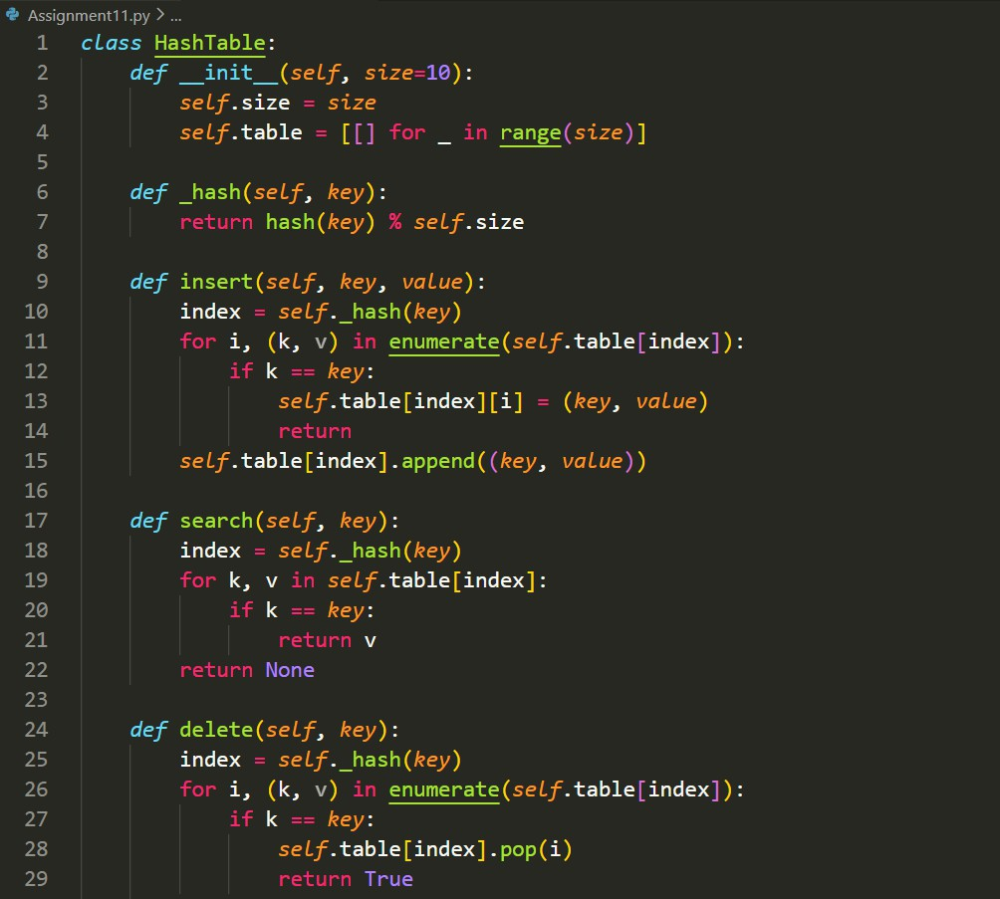 Assignment11.py > ...
1 class HashTable:
2     def __init__(self, size=10):
3         self.size = size
4         self.table = [[] for _ in range(size)]
5
6     def _hash(self, key):
7         return hash(key) % self.size
8
9     def insert(self, key, value):
10         index = self._hash(key)
11         for i, (k, v) in enumerate(self.table[index]):
12             if k == key:
13                 self.table[index][i] = (key, value)
14                 return
15         self.table[index].append((key, value))
16
17     def search(self, key):
18         index = self._hash(key)
19         for k, v in self.table[index]:
20             if k == key:
21                 return v
22         return None
23
24     def delete(self, key):
25         index = self._hash(key)
26         for i, (k, v) in enumerate(self.table[index]):
27             if k == key:
28                 self.table[index].pop(i)
29                 return True